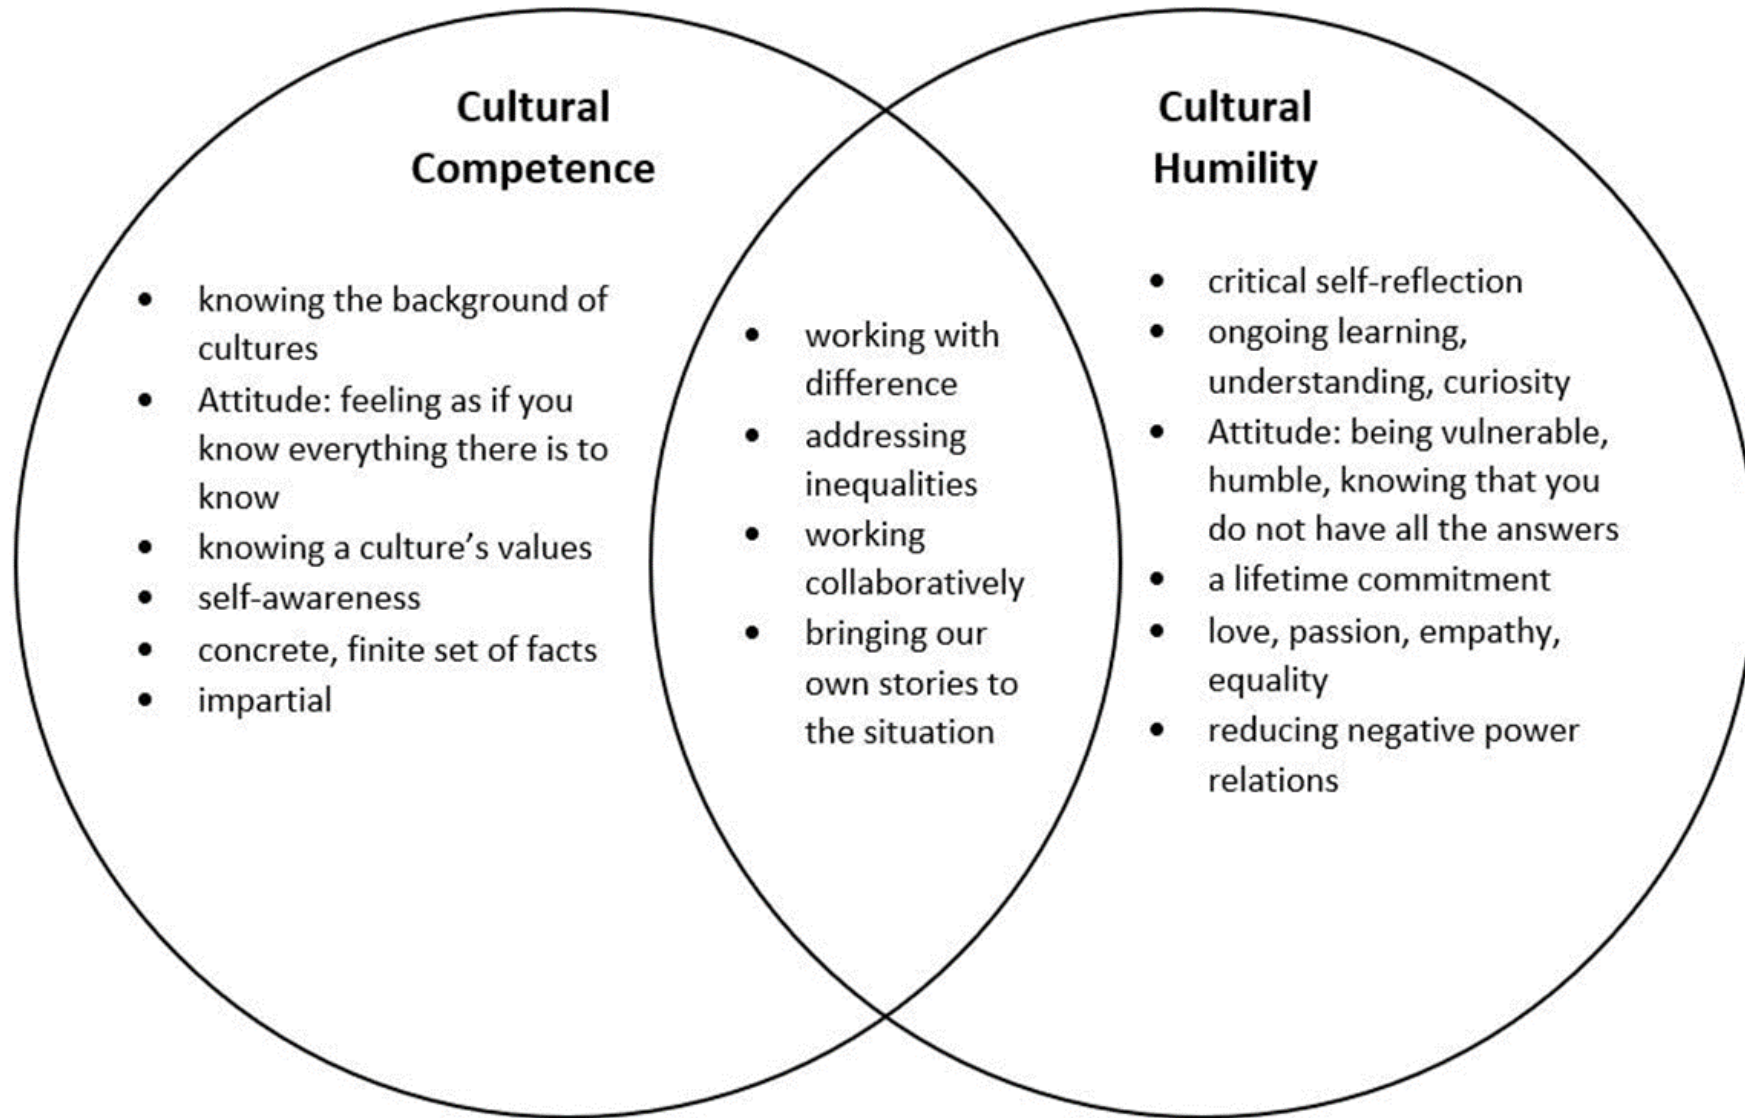 Cultural
Competence
• knowing the background of
cultures
• Attitude: feeling as if you
know everything there is to
know
• knowing a culture’s values
• self-awareness
• concrete, finite set of facts
• impartial
• working with
difference
• addressing
inequalities
• working
collaboratively
• bringing our
own stories to
the situation
Cultural
Humility
• critical self-reflection
• ongoing learning,
understanding, curiosity
• Attitude: being vulnerable,
humble, knowing that you
do not have all the answers
• a lifetime commitment
• love, passion, empathy,
equality
• reducing negative power
relations